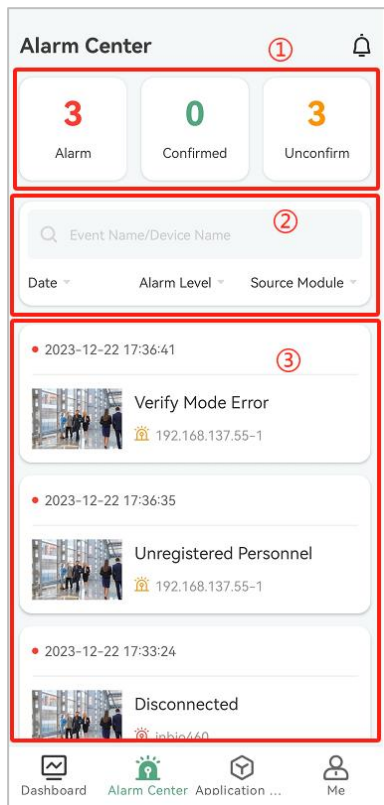 Alarm Center
①
3 0 3
Alarm Confirmed Unconfirm
②
Event Name/Device Name
Date Alarm Level Source Module
2023-12-22 17:36:41
③
Verify Mode Error
192.168.137.55-1
2023-12-22 17:36:35
Unregistered Personnel
192.168.137.55-1
2023-12-22 17:33:24
Disconnected
inbio460
Dashboard Alarm Center Application ... Me